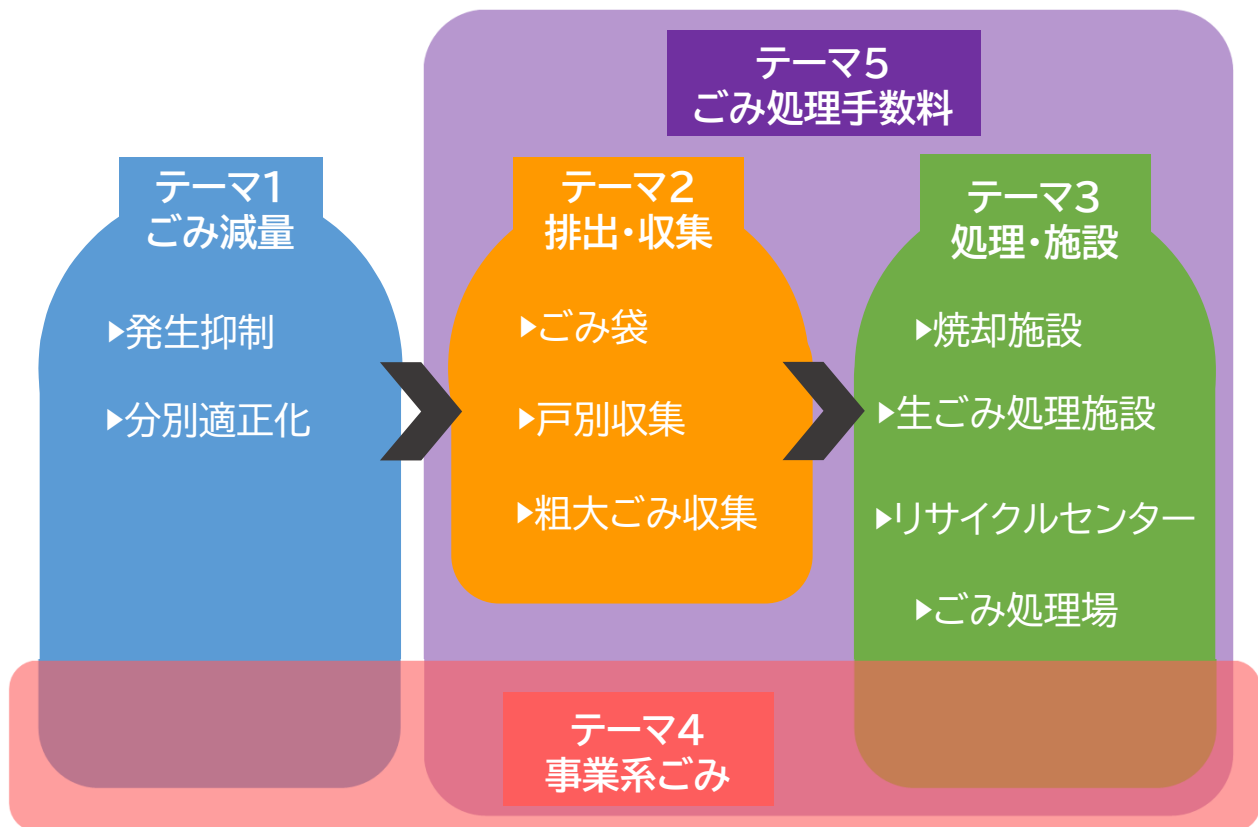 テーマ5
ごみ処理手数料
テーマ1
ごみ減量
▶発生抑制
▶分別適正化
テーマ2
排出・収集
▶ごみ袋
▶戸別収集
▶粗大ごみ収集
テーマ3
処理・施設
▶焼却施設
▶生ごみ処理施設
▶リサイクルセンター
▶ごみ処理場
テーマ4
事業系ごみ